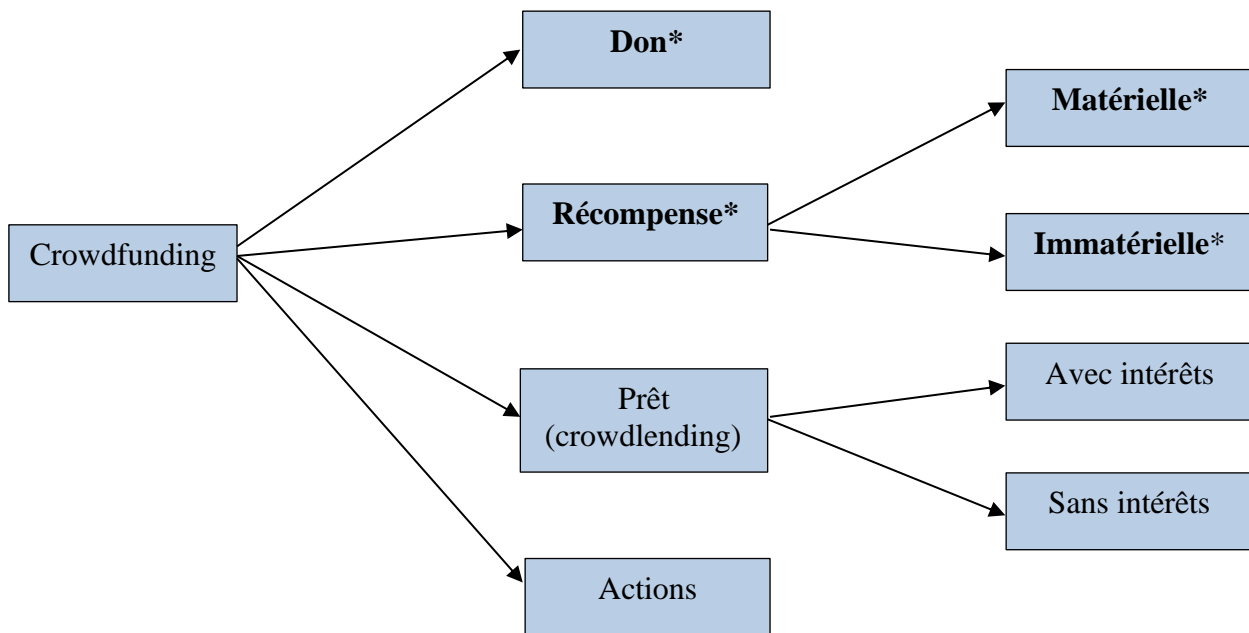 Don*
Matérielle*
Récompense*
Crowdfunding
Immatérielle*
Avec intérêts
Prêt
(crowdlending)
Sans intérêts
Actions